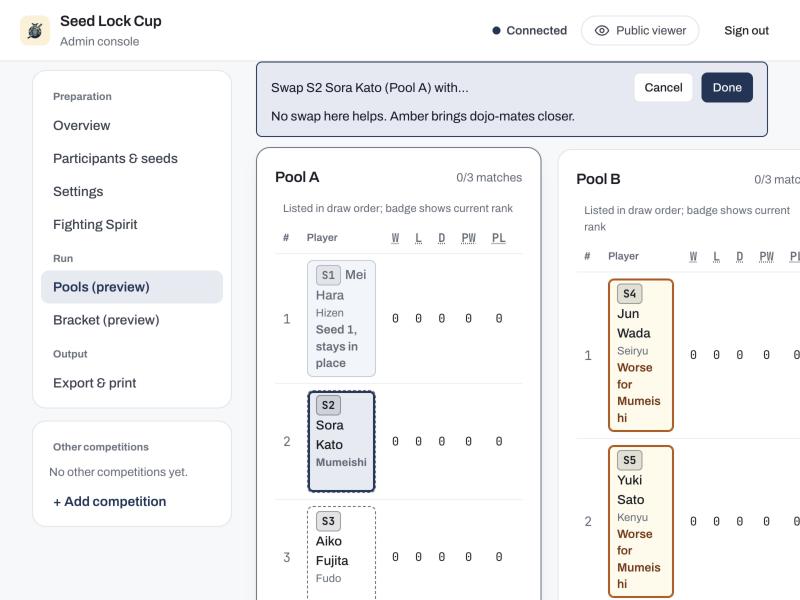 Seed Lock Cup
Admin console
Connected
Public viewer
Sign out
Preparation
Overview
Participants & seeds
Settings
Fighting Spirit
Run
Pools (preview)
Bracket (preview)
Output
Export & print
Other competitions
No other competitions yet.
+ Add competition
Swap S2 Sora Kato (Pool A) with...
Cancel
Done
No swap here helps. Amber brings dojo-mates closer.
Pool A
0/3 matches
Listed in draw order; badge shows current rank
# Player W L D PW PL
1
S1 Mei
Hara
Hizen
Seed 1,
stays in
place
0 0 0 0 0
2
S2
Sora
Kato
Mumeishi
0 0 0 0 0
3
S3
Aiko
Fujita
Fudo
0 0 0 0 0
Pool B
0/3 matc
Listed in draw order; badge shows current
rank
# Player W L D PW PL
1
S4
Jun
Wada
Seiryu
Worse
for
Mumeis
hi
0 0 0 0 0
2
S5
Yuki
Sato
Kenyu
Worse
for
Mumeis
hi
0 0 0 0 0